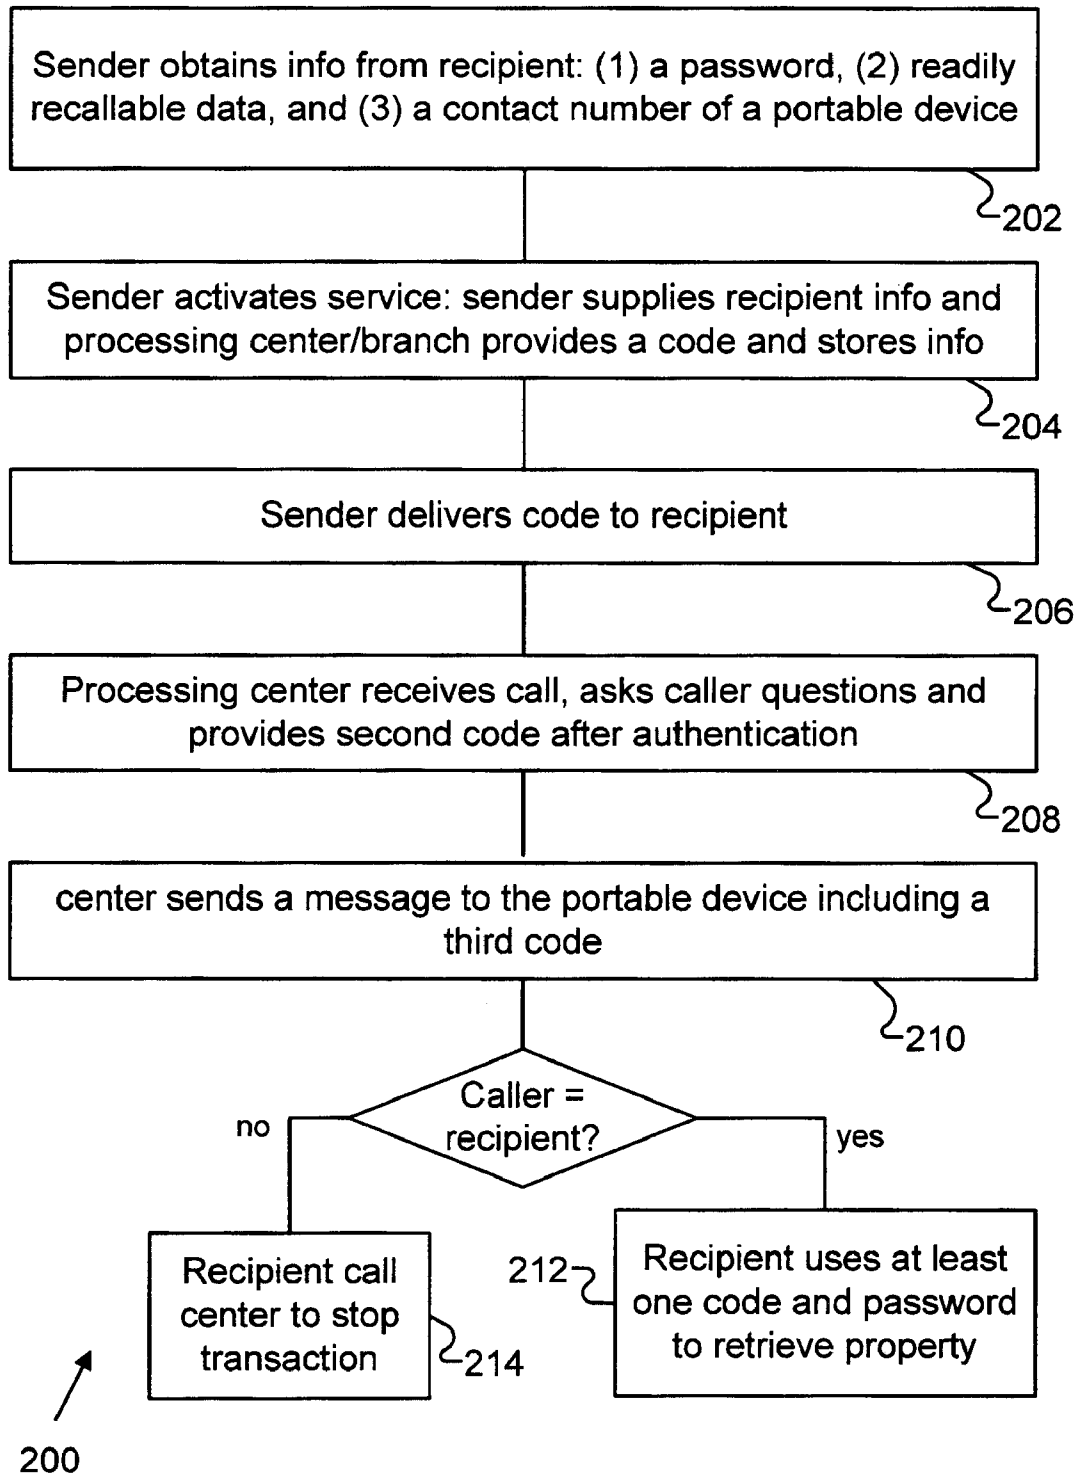 Sender obtains info from recipient: (1) a password, (2) readily
recallable data, and (3) a contact number of a portable device
202
Sender activates service: sender supplies recipient info and
processing center/branch provides a code and stores info
204
Sender delivers code to recipient
206
Processing center receives call, asks caller questions and
provides second code after authentication
208
center sends a message to the portable device including a
third code
210
Caller =
recipient?
no
yes
Recipient call
center to stop
transaction
214
212
Recipient uses at least
one code and password
to retrieve property
200